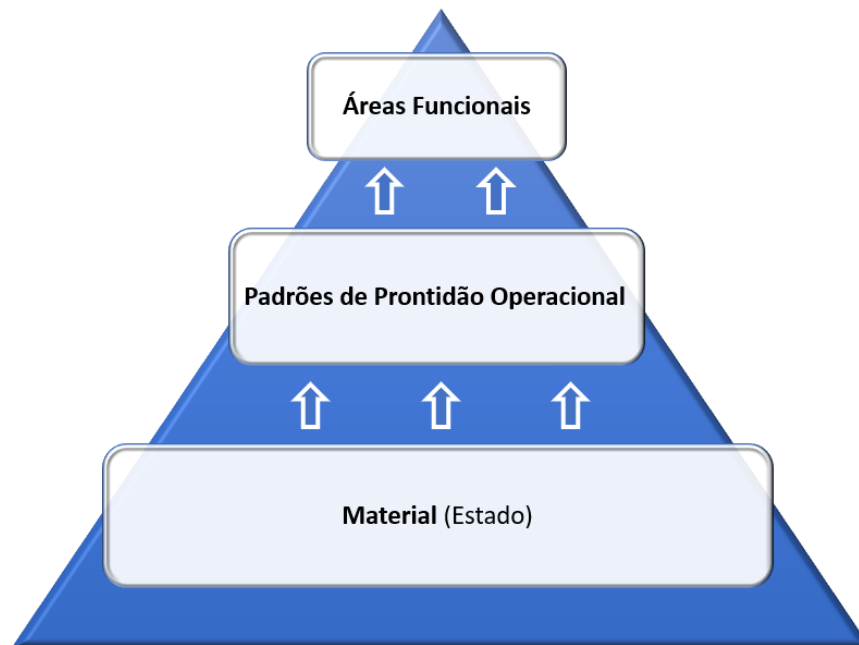 Áreas Funcionais
Padrões de Prontidão Operacional
Material (Estado)